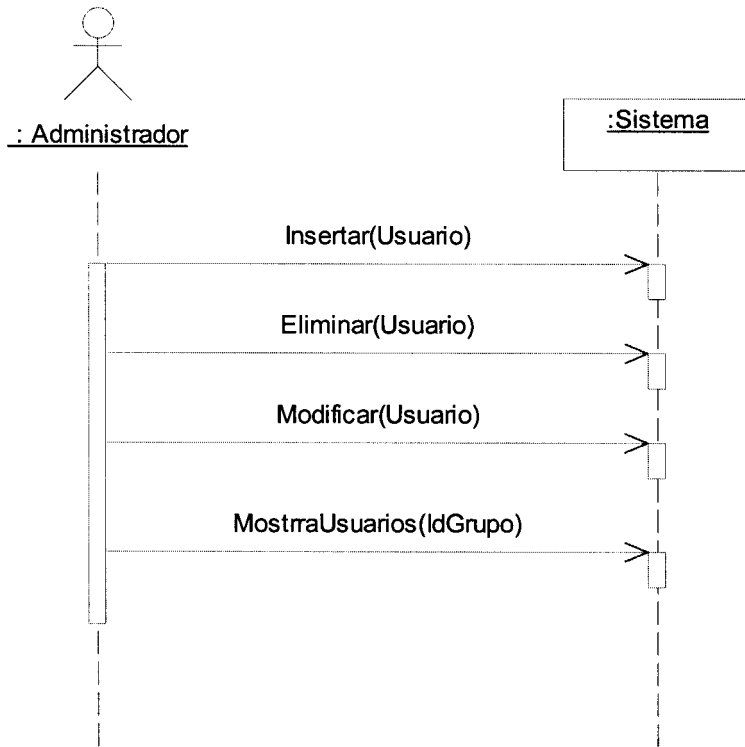 : Administrador
:Sistema
Insertar(Usuario)
Eliminar(Usuario)
Modificar(Usuario)
MostrraUsuarios(IdGrupo)